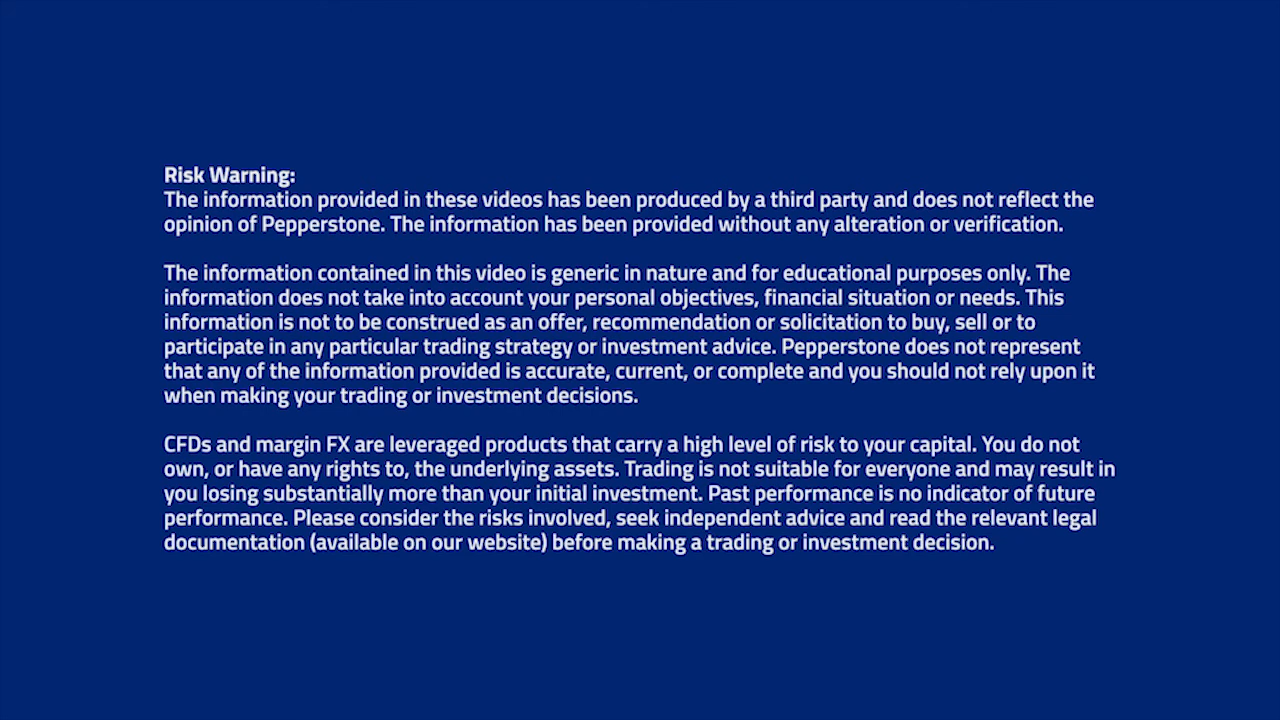 Risk Warning:
The information provided in these videos has been produced by a third party and does not reflect the
opinion of Pepperstone. The information has been provided without any alteration or verification.
The information contained in this video is generic in nature and for educational purposes only. The
information does not take into account your personal objectives, financial situation or needs. This
information is not to be construed as an offer, recommendation or solicitation to buy, sell or to
participate in any particular trading strategy or investment advice. Pepperstone does not represent
that any of the information provided is accurate, current, or complete and you should not rely upon it
when making your trading or investment decisions.
CFDs and margin FX are leveraged products that carry a high level of risk to your capital. You do not
own, or have any rights to, the underlying assets. Trading is not suitable for everyone and may result in
you losing substantially more than your initial investment. Past performance is no indicator of future
performance. Please consider the risks involved, seek independent advice and read the relevant legal
documentation (available on our website) before making a trading or investment decision.